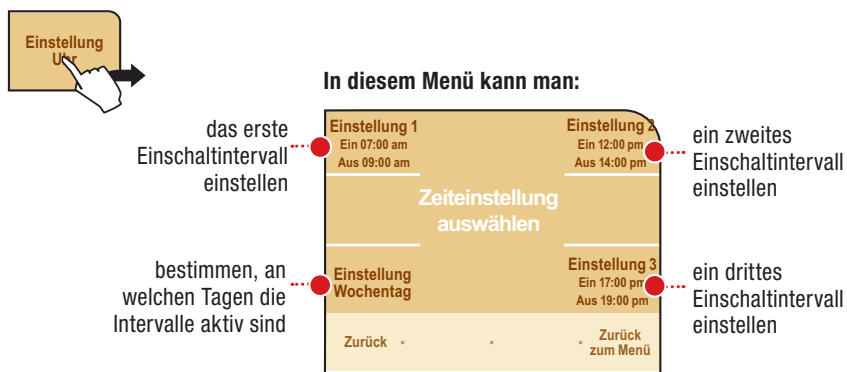 Einstellung
Uhr
In diesem Menü kann man:
das erste
Einschaltintervall
einstellen
Einstellung 1
Ein 07:00 am
Aus 09:00 am
Einstellung 2
Ein 12:00 pm
Aus 14:00 pm
ein zweites
Einschaltintervall
einstellen
Zeiteinstellung
auswählen
bestimmen, an
welchen Tagen die
Intervalle aktiv sind
Einstellung
Wochentag
Einstellung 3
Ein 17:00 pm
Aus 19:00 pm
ein drittes
Einschaltintervall
einstellen
Zurück
Zurück
zum Menü